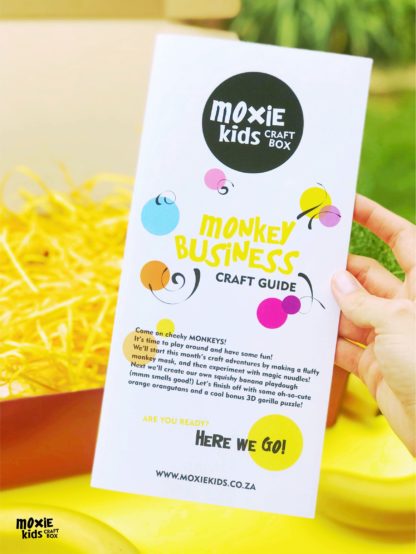 MOXiE
kids CRAFT
BOX
MONKEY
BUSINESS
CRAFT GUIDE
Come on cheeky MONKEYS!
It's time to play around and have some fun!
We'll start this month's craft adventures by making a fluffy
monkey mask, and then experiment with magic nuudles!
Next we'll create our own squishy banana playdough
(mmm smells good!) Let's finish off with some oh-so-cute
orange orangutans and a cool bonus 3D gorilla puzzle!
ARE YOU READY?
HERE WE GO!
WWW.MOXIEKIDS.CO.ZA
MOXiE
kids CRAFT
BOX